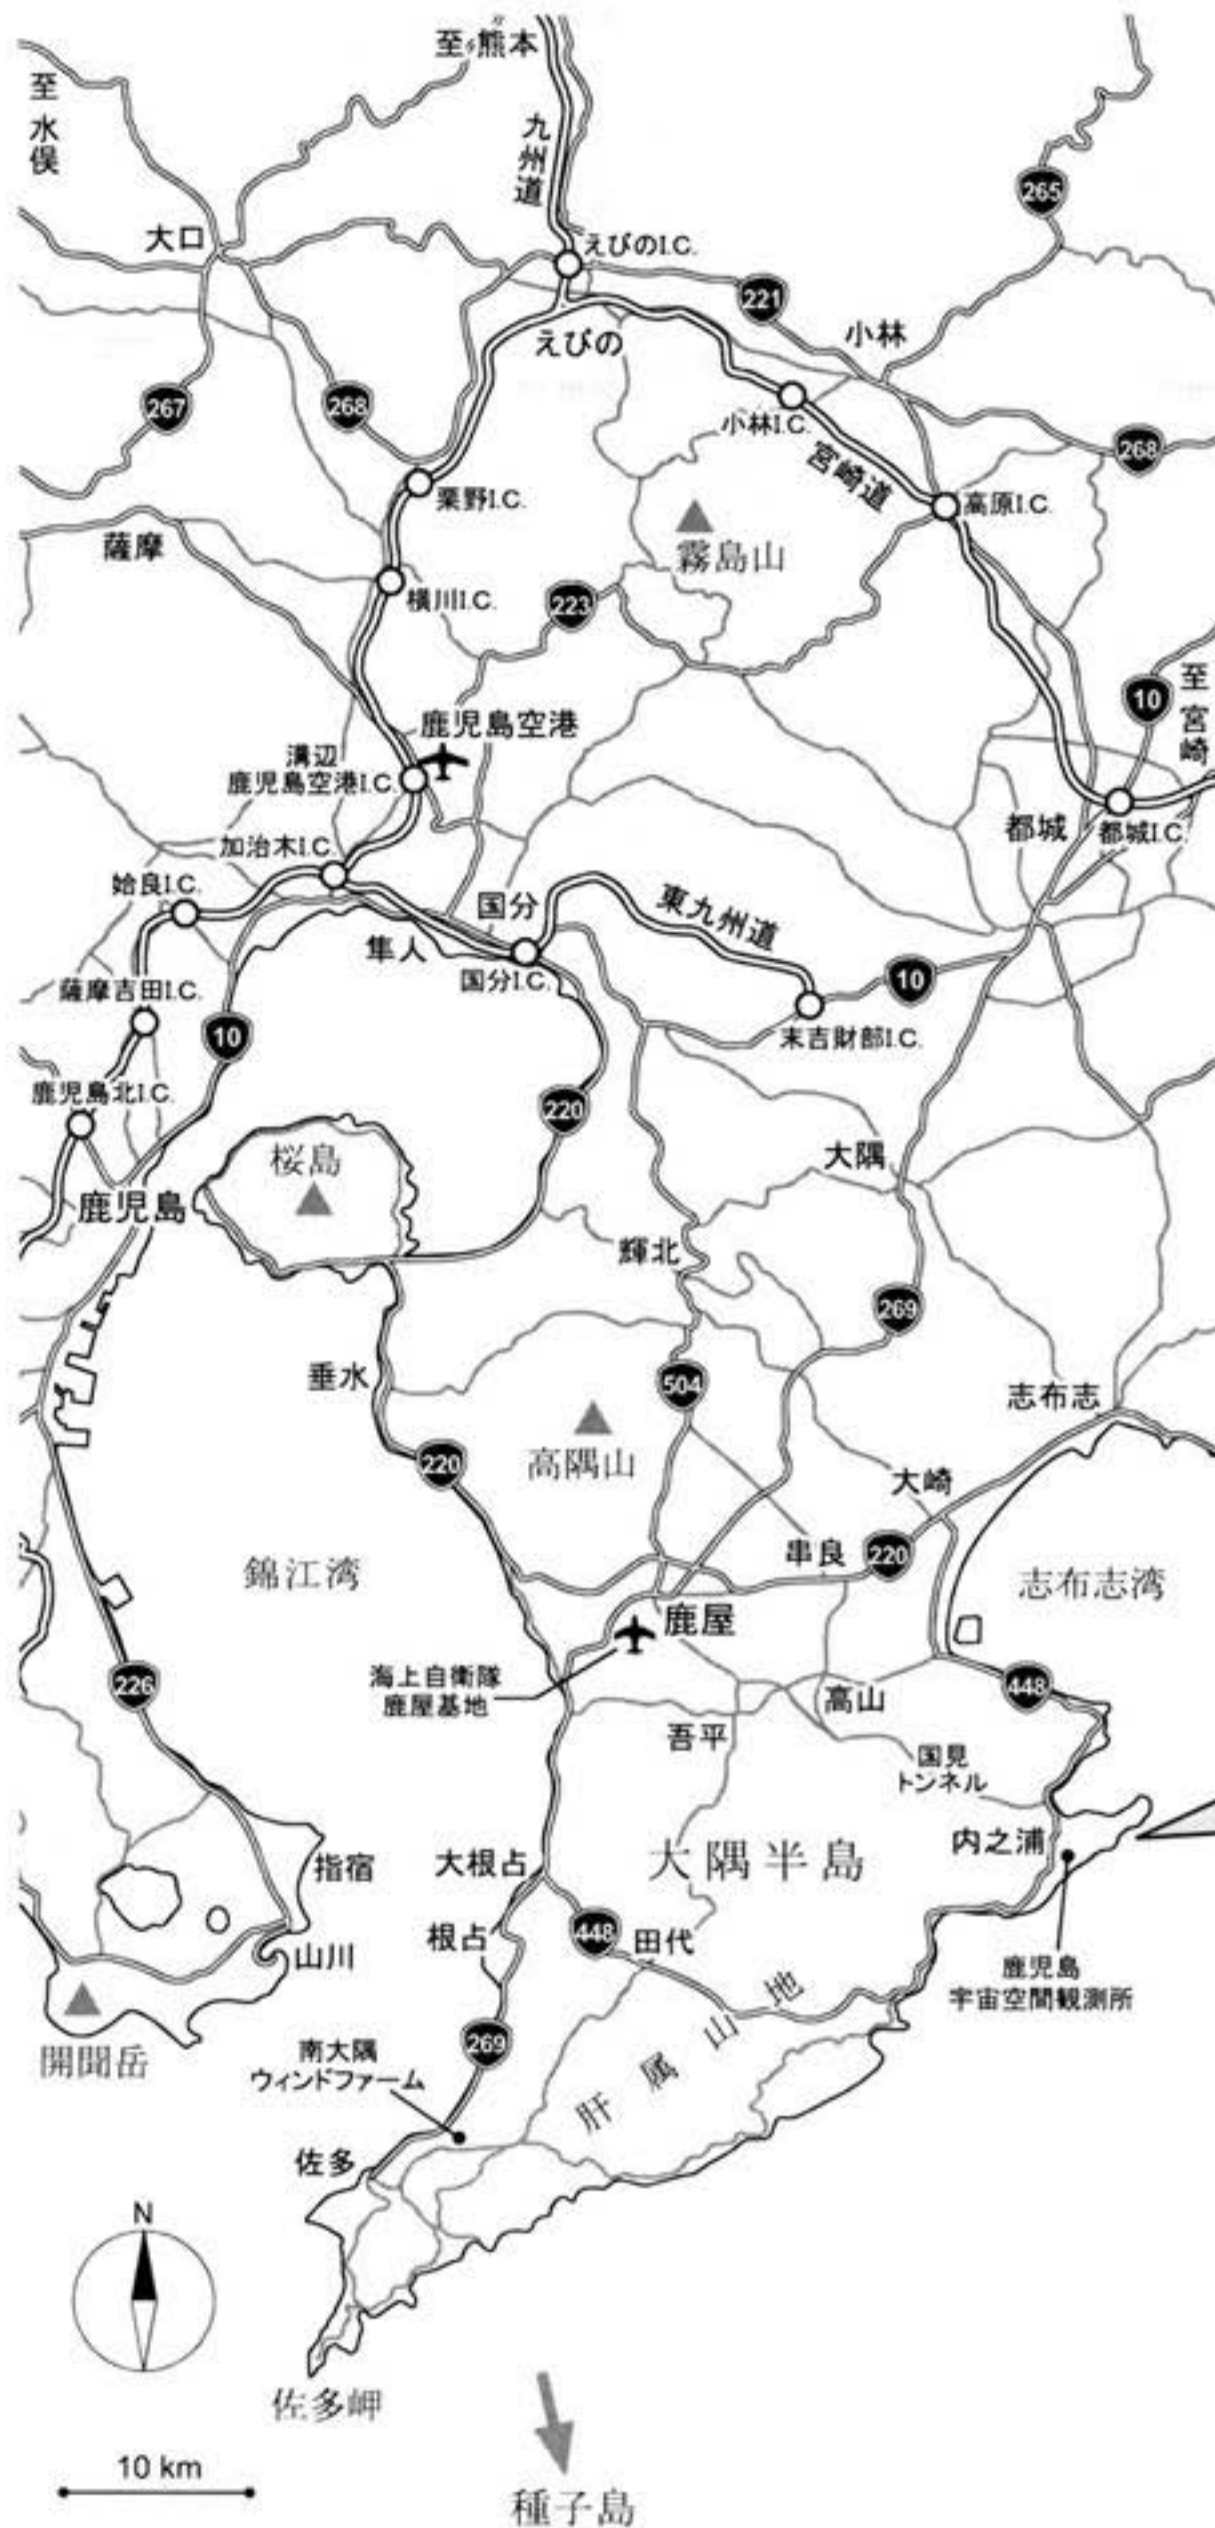 至 熊本
至 水俣
九州道
265
大口
えびのI.C.
221
えびの
小林
267
268
小林I.C.
268
宮崎道
栗野I.C.
高原I.C.
薩摩
霧島山
横川I.C.
223
10
至 宮崎
鹿児島空港
溝辺
鹿児島空港I.C.
都城
都城I.C.
加治木I.C.
姶良I.C.
国分
東九州道
隼人
国分I.C.
10
薩摩吉田I.C.
10
末吉財部I.C.
鹿児島北I.C.
220
桜島
大隅
鹿児島
輝北
269
垂水
504
志布志
高隅山
220
大崎
串良
220
錦江湾
志布志湾
鹿屋
海上自衛隊
鹿屋基地
226
448
高山
吾平
国見
トンネル
内之浦
大隅半島
指宿
大根占
448
根占
田代
山川
鹿児島
宇宙空間観測所
開聞岳
269
肝属山地
南大隅
ウィンドファーム
佐多
N
佐多岬
10 km
種子島